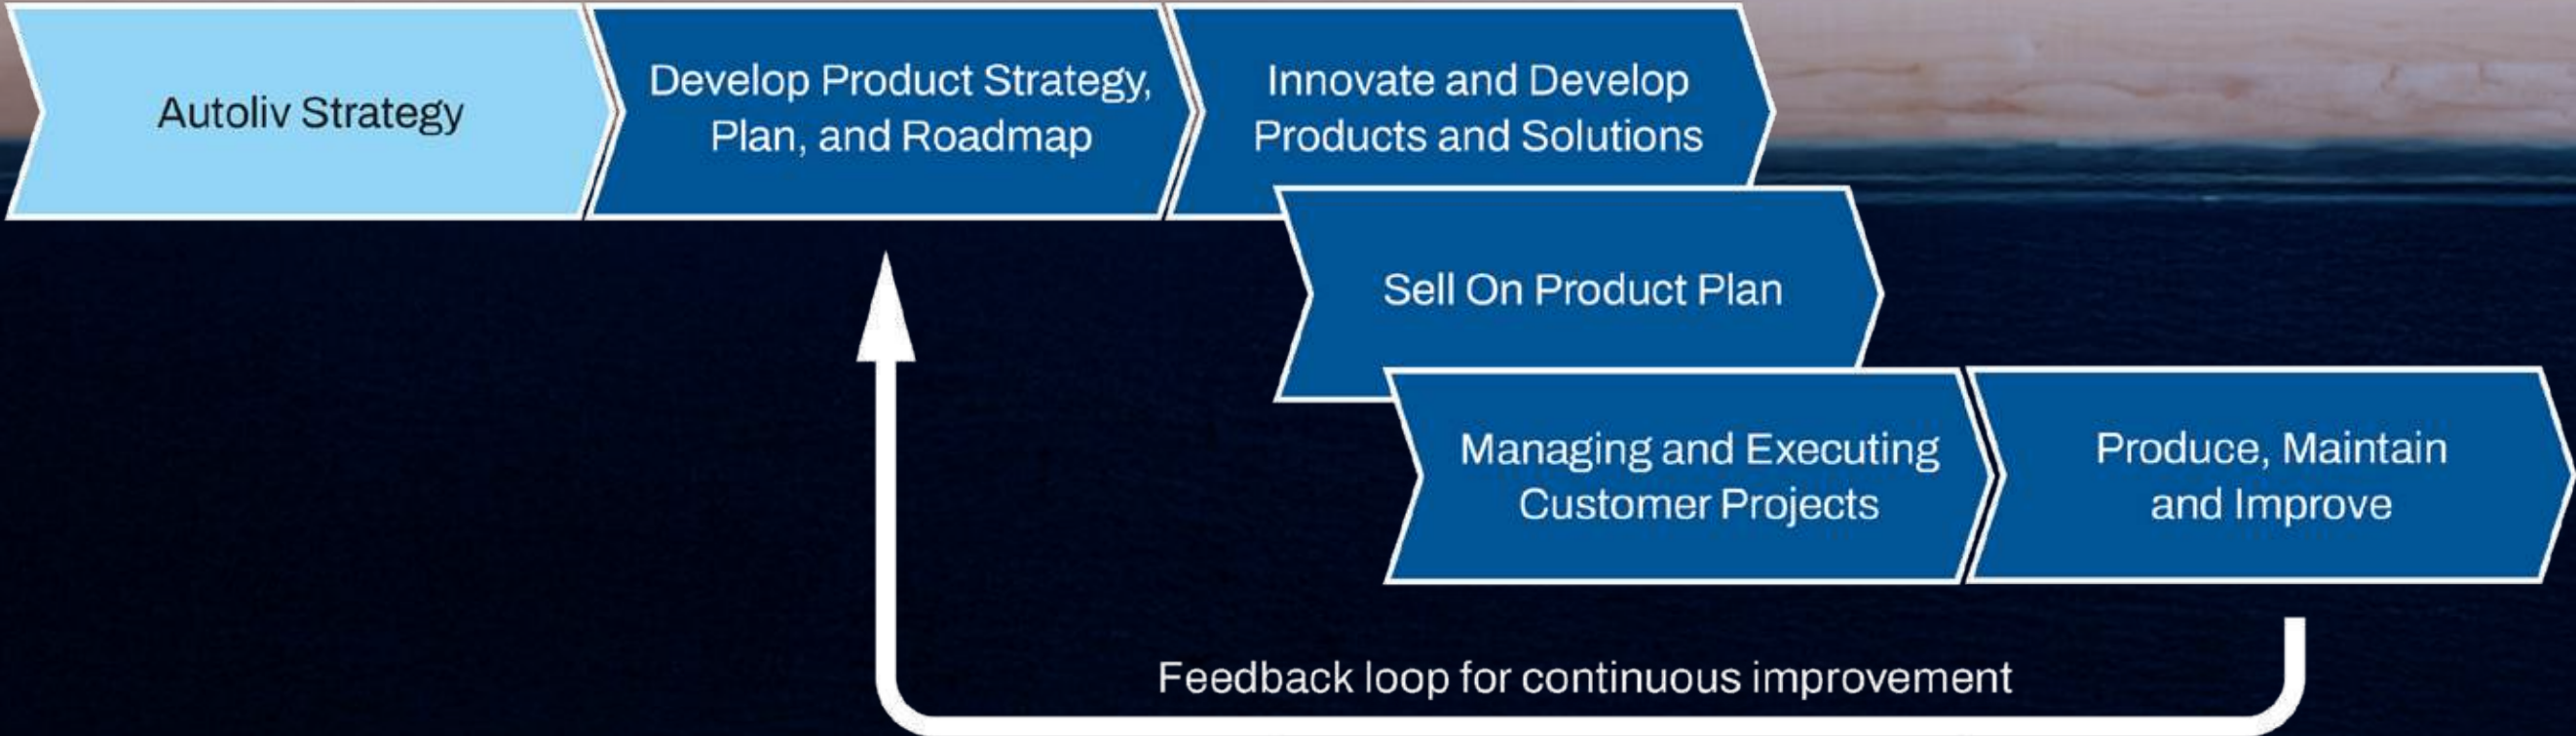 Autoliv Strategy
Develop Product Strategy,
Plan, and Roadmap
Innovate and Develop
Products and Solutions
Sell On Product Plan
Managing and Executing
Customer Projects
Produce, Maintain
and Improve
Feedback loop for continuous improvement